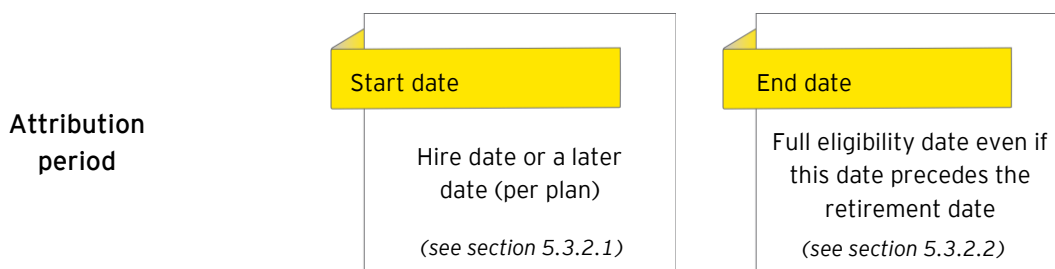 Attribution
period
Start date
Hire date or a later
date (per plan)
(see section 5.3.2.1)
End date
Full eligibility date even if
this date precedes the
retirement date
(see section 5.3.2.2)